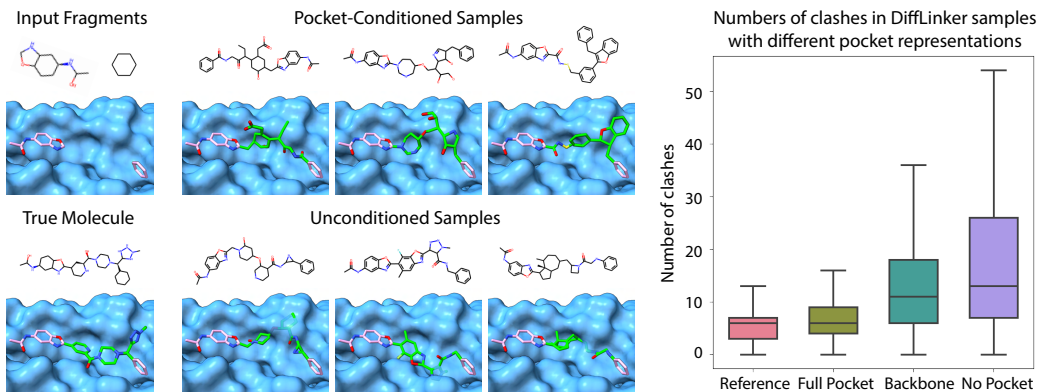 Input Fragments
Pocket-Conditioned Samples
True Molecule
Unconditioned Samples
Numbers of clashes in DiffLinker samples
with different pocket representations
Number of clashes
50
40
30
20
10
0
Reference Full Pocket Backbone No Pocket